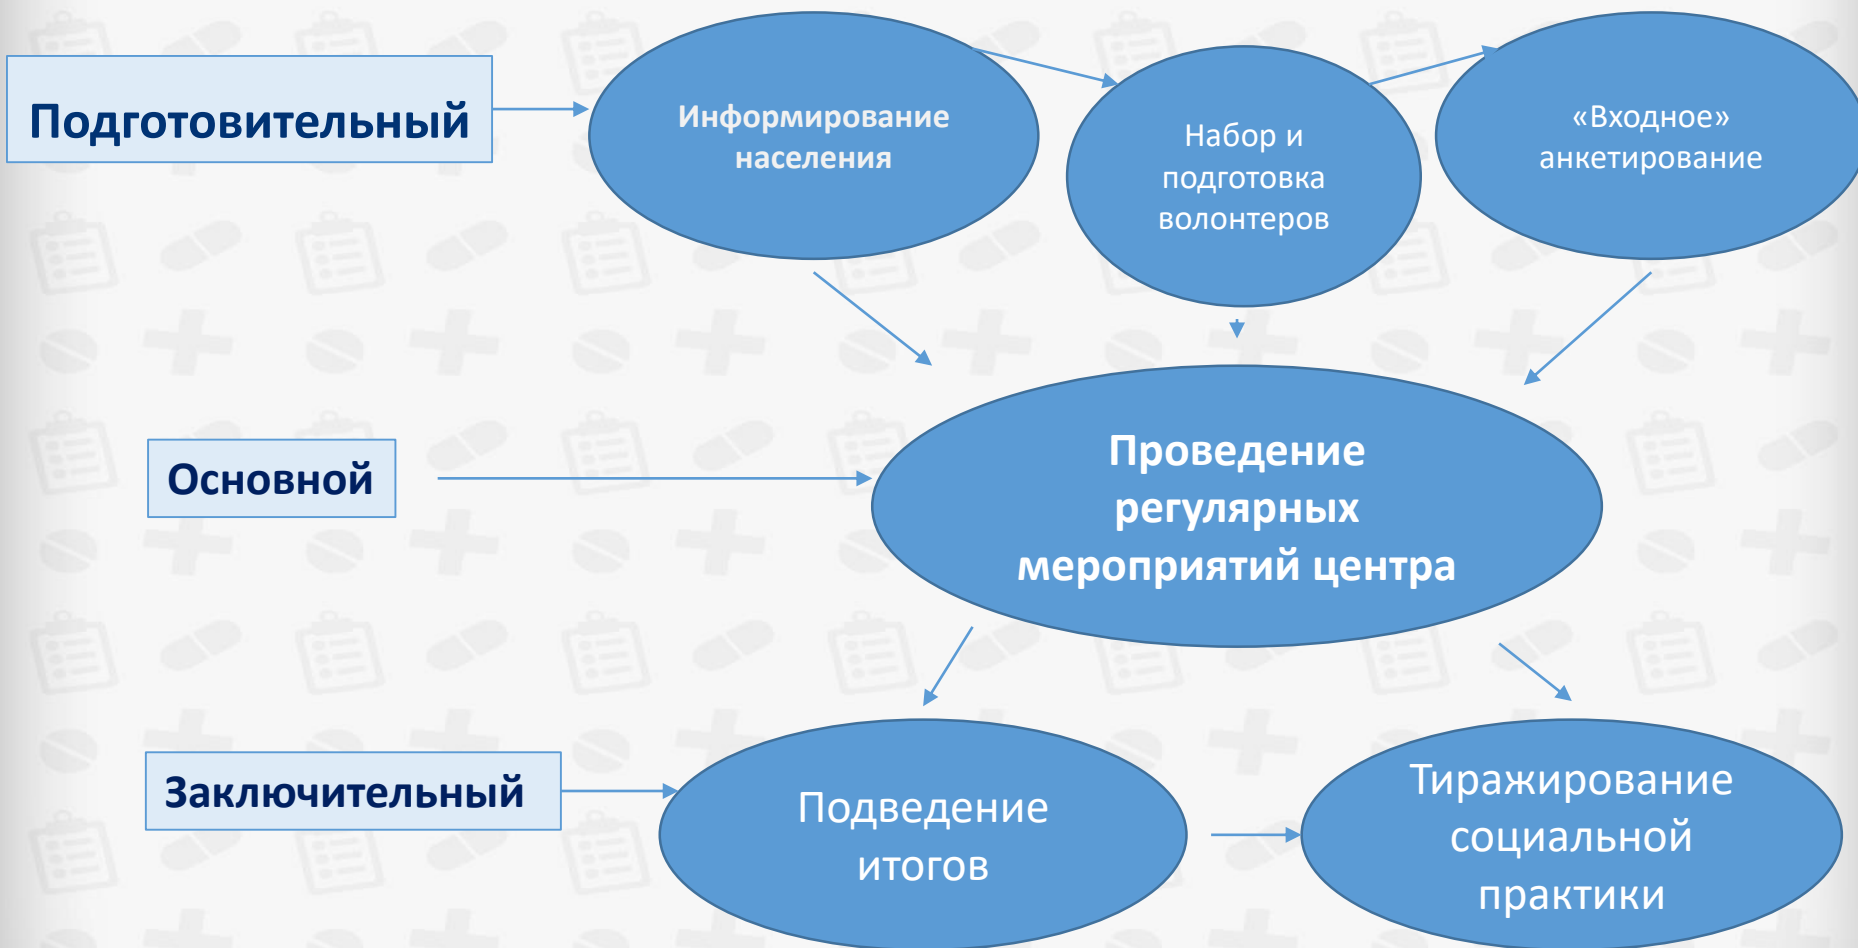 Подготовительный
Информирование
населения
Набор и
подготовка
волонтеров
«Входное»
анкетирование
Основной
Проведение
регулярных
мероприятий центра
Заключительный
Подведение
итогов
Тиражирование
социальной
практики